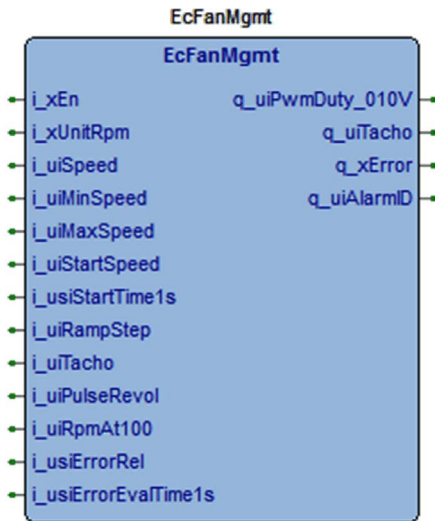 EcFanMgmt
EcFanMgmt
i_xEn q_uiPwmDuty_010V
i_xUnitRpm q_uiTacho
i_uiSpeed q_xError
i_uiMinSpeed q_uiAlarmID
i_uiMaxSpeed
i_uiStartSpeed
i_usiStartTime1s
i_uiRampStep
i_uiTacho
i_uiPulseRevol
i_uiRpmAt100
i_usiErrorRel
i_usiErrorEvalTime1s